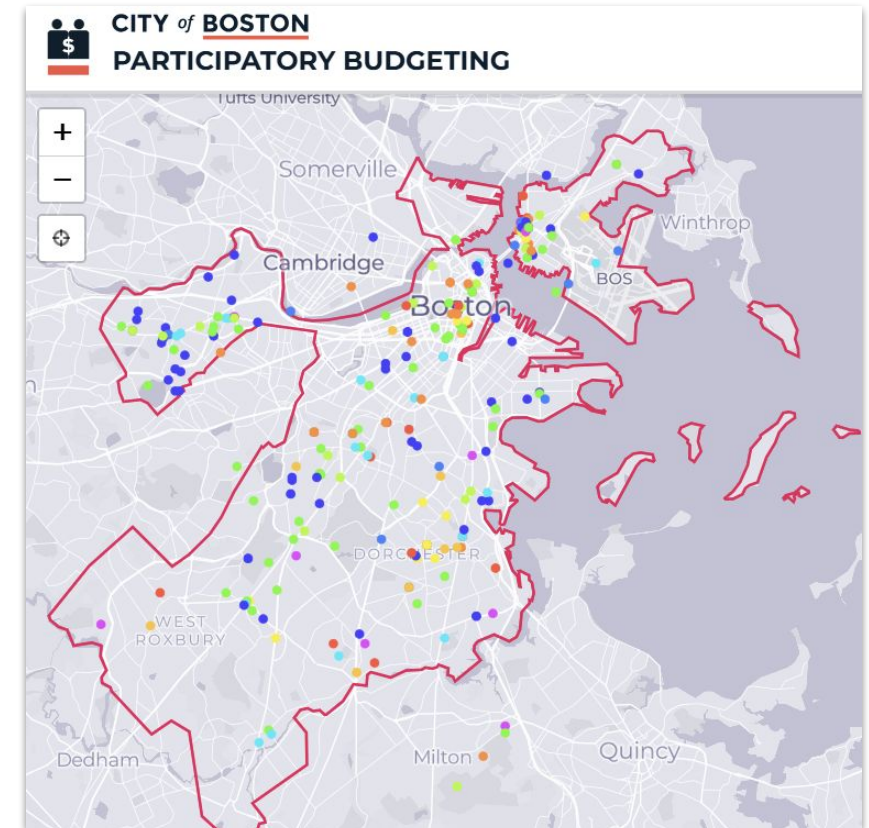 CITY of BOSTON
PARTICIPATORY BUDGETING
$
Tufts University
+
−
Somerville
Winthrop
Cambridge
BOS
Boston
DORCHESTER
WEST
ROXBURY
Dedham
Milton
Quincy